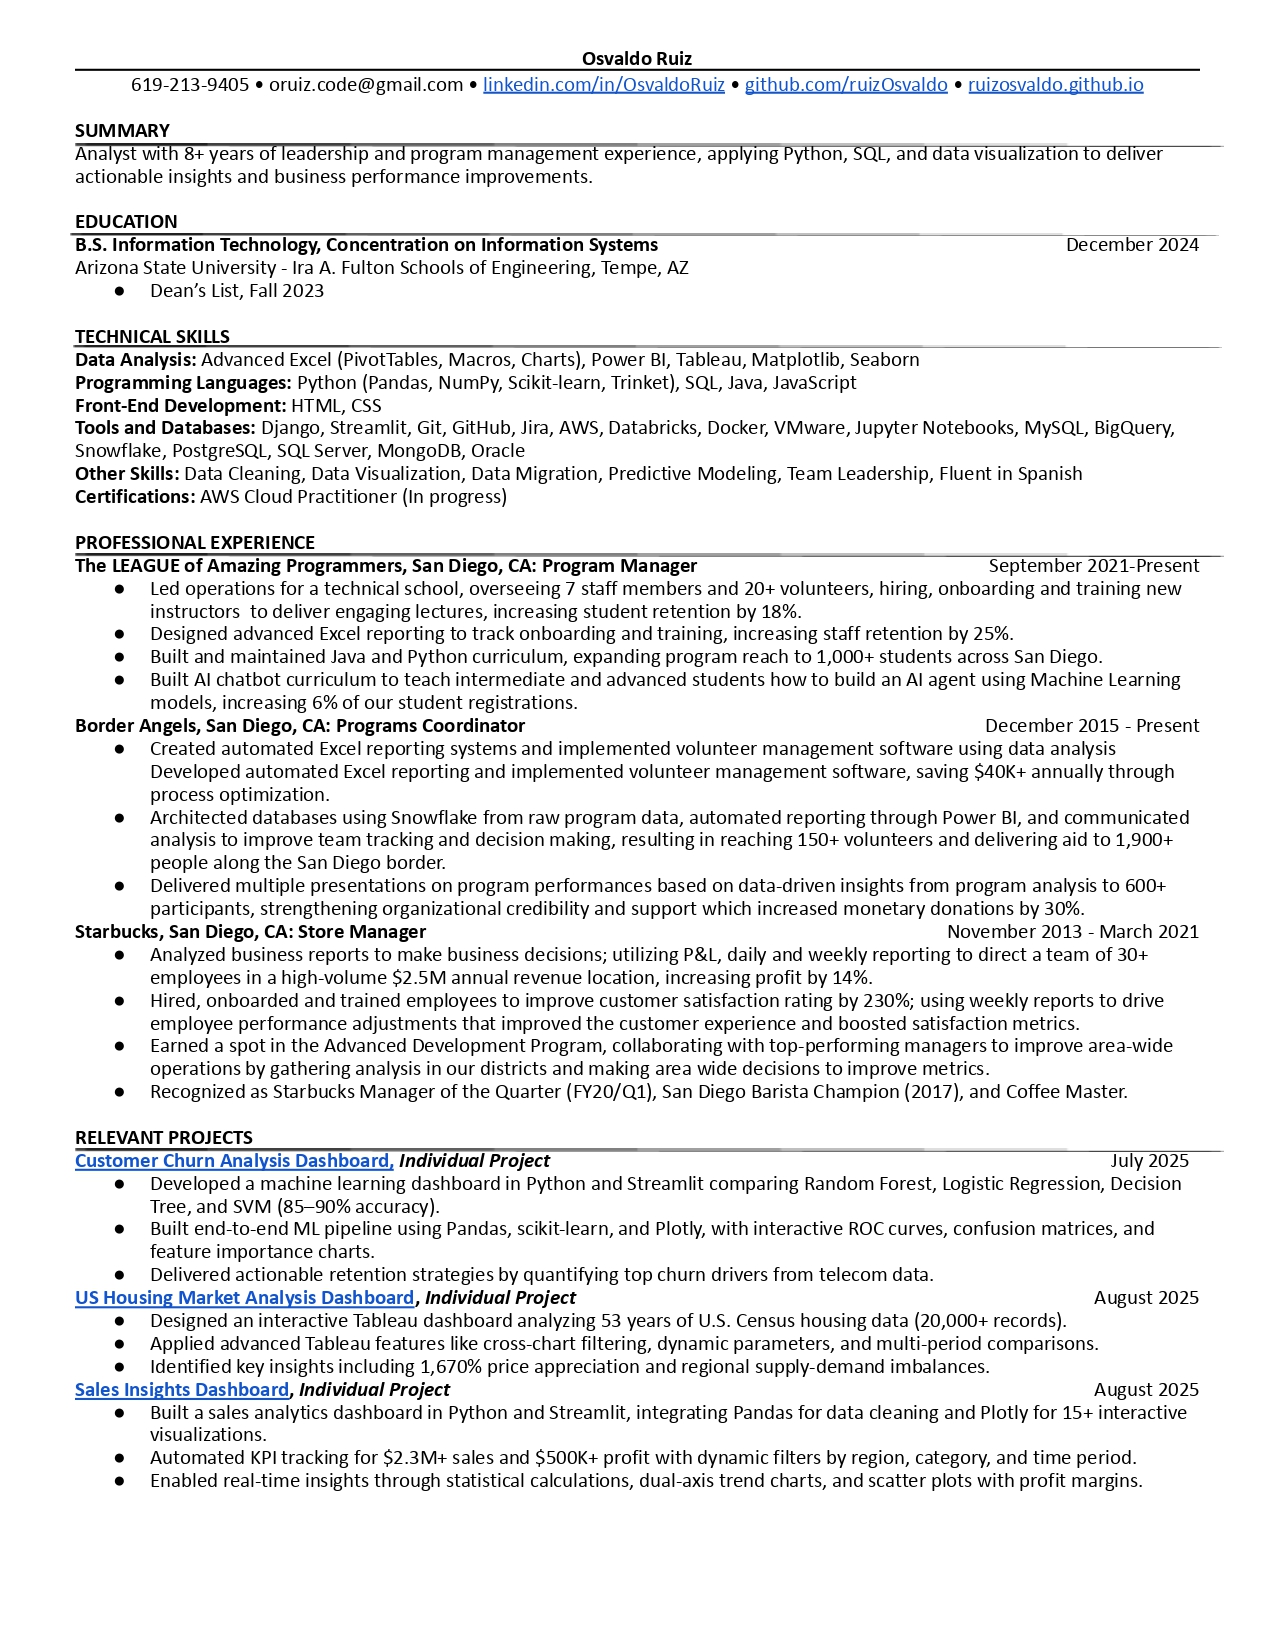 Osvaldo Ruiz
619-213-9405 • oruiz.code@gmail.com • linkedin.com/in/OsvaldoRuiz • github.com/ruizOsvaldo • ruizosvaldo.github.io
SUMMARY
Analyst with 8+ years of leadership and program management experience, applying Python, SQL, and data visualization to deliver
actionable insights and business performance improvements.
EDUCATION
B.S. Information Technology, Concentration on Information Systems December 2024
Arizona State University - Ira A. Fulton Schools of Engineering, Tempe, AZ
● Dean’s List, Fall 2023
TECHNICAL SKILLS
Data Analysis: Advanced Excel (PivotTables, Macros, Charts), Power BI, Tableau, Matplotlib, Seaborn
Programming Languages: Python (Pandas, NumPy, Scikit-learn, Trinket), SQL, Java, JavaScript
Front-End Development: HTML, CSS
Tools and Databases: Django, Streamlit, Git, GitHub, Jira, AWS, Databricks, Docker, VMware, Jupyter Notebooks, MySQL, BigQuery,
Snowflake, PostgreSQL, SQL Server, MongoDB, Oracle
Other Skills: Data Cleaning, Data Visualization, Data Migration, Predictive Modeling, Team Leadership, Fluent in Spanish
Certifications: AWS Cloud Practitioner (In progress)
PROFESSIONAL EXPERIENCE
The LEAGUE of Amazing Programmers, San Diego, CA: Program Manager September 2021-Present
● Led operations for a technical school, overseeing 7 staff members and 20+ volunteers, hiring, onboarding and training new
instructors  to deliver engaging lectures, increasing student retention by 18%.
● Designed advanced Excel reporting to track onboarding and training, increasing staff retention by 25%.
● Built and maintained Java and Python curriculum, expanding program reach to 1,000+ students across San Diego.
● Built AI chatbot curriculum to teach intermediate and advanced students how to build an AI agent using Machine Learning
models, increasing 6% of our student registrations.
Border Angels, San Diego, CA: Programs Coordinator December 2015 - Present
● Created automated Excel reporting systems and implemented volunteer management software using data analysis
Developed automated Excel reporting and implemented volunteer management software, saving $40K+ annually through
process optimization.
● Architected databases using Snowflake from raw program data, automated reporting through Power BI, and communicated
analysis to improve team tracking and decision making, resulting in reaching 150+ volunteers and delivering aid to 1,900+
people along the San Diego border.
● Delivered multiple presentations on program performances based on data-driven insights from program analysis to 600+
participants, strengthening organizational credibility and support which increased monetary donations by 30%.
Starbucks, San Diego, CA: Store Manager November 2013 - March 2021
● Analyzed business reports to make business decisions; utilizing P&L, daily and weekly reporting to direct a team of 30+
employees in a high-volume $2.5M annual revenue location, increasing profit by 14%.
● Hired, onboarded and trained employees to improve customer satisfaction rating by 230%; using weekly reports to drive
employee performance adjustments that improved the customer experience and boosted satisfaction metrics.
● Earned a spot in the Advanced Development Program, collaborating with top-performing managers to improve area-wide
operations by gathering analysis in our districts and making area wide decisions to improve metrics.
● Recognized as Starbucks Manager of the Quarter (FY20/Q1), San Diego Barista Champion (2017), and Coffee Master.
RELEVANT PROJECTS
Customer Churn Analysis Dashboard, Individual Project July 2025
● Developed a machine learning dashboard in Python and Streamlit comparing Random Forest, Logistic Regression, Decision
Tree, and SVM (85–90% accuracy).
● Built end-to-end ML pipeline using Pandas, scikit-learn, and Plotly, with interactive ROC curves, confusion matrices, and
feature importance charts.
● Delivered actionable retention strategies by quantifying top churn drivers from telecom data.
US Housing Market Analysis Dashboard, Individual Project August 2025
● Designed an interactive Tableau dashboard analyzing 53 years of U.S. Census housing data (20,000+ records).
● Applied advanced Tableau features like cross-chart filtering, dynamic parameters, and multi-period comparisons.
● Identified key insights including 1,670% price appreciation and regional supply-demand imbalances.
Sales Insights Dashboard, Individual Project August 2025
● Built a sales analytics dashboard in Python and Streamlit, integrating Pandas for data cleaning and Plotly for 15+ interactive
visualizations.
● Automated KPI tracking for $2.3M+ sales and $500K+ profit with dynamic filters by region, category, and time period.
● Enabled real-time insights through statistical calculations, dual-axis trend charts, and scatter plots with profit margins.